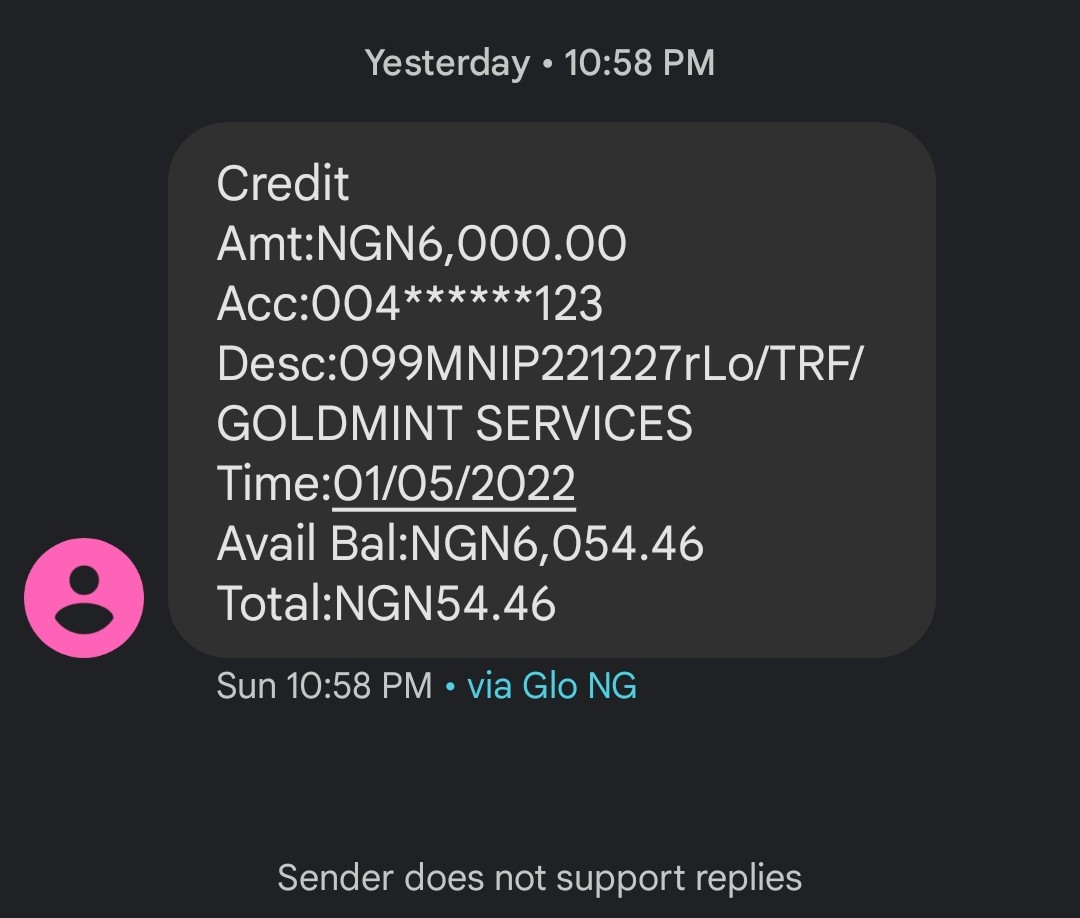 Yesterday • 10:58 PM
Credit
Amt:NGN6,000.00
Acc:004******123
Desc:099MNIP221227rLo/TRF/
GOLDMINT SERVICES
Time:01/05/2022
Avail Bal:NGN6,054.46
Total:NGN54.46
Sun 10:58 PM • via Glo NG
Sender does not support replies